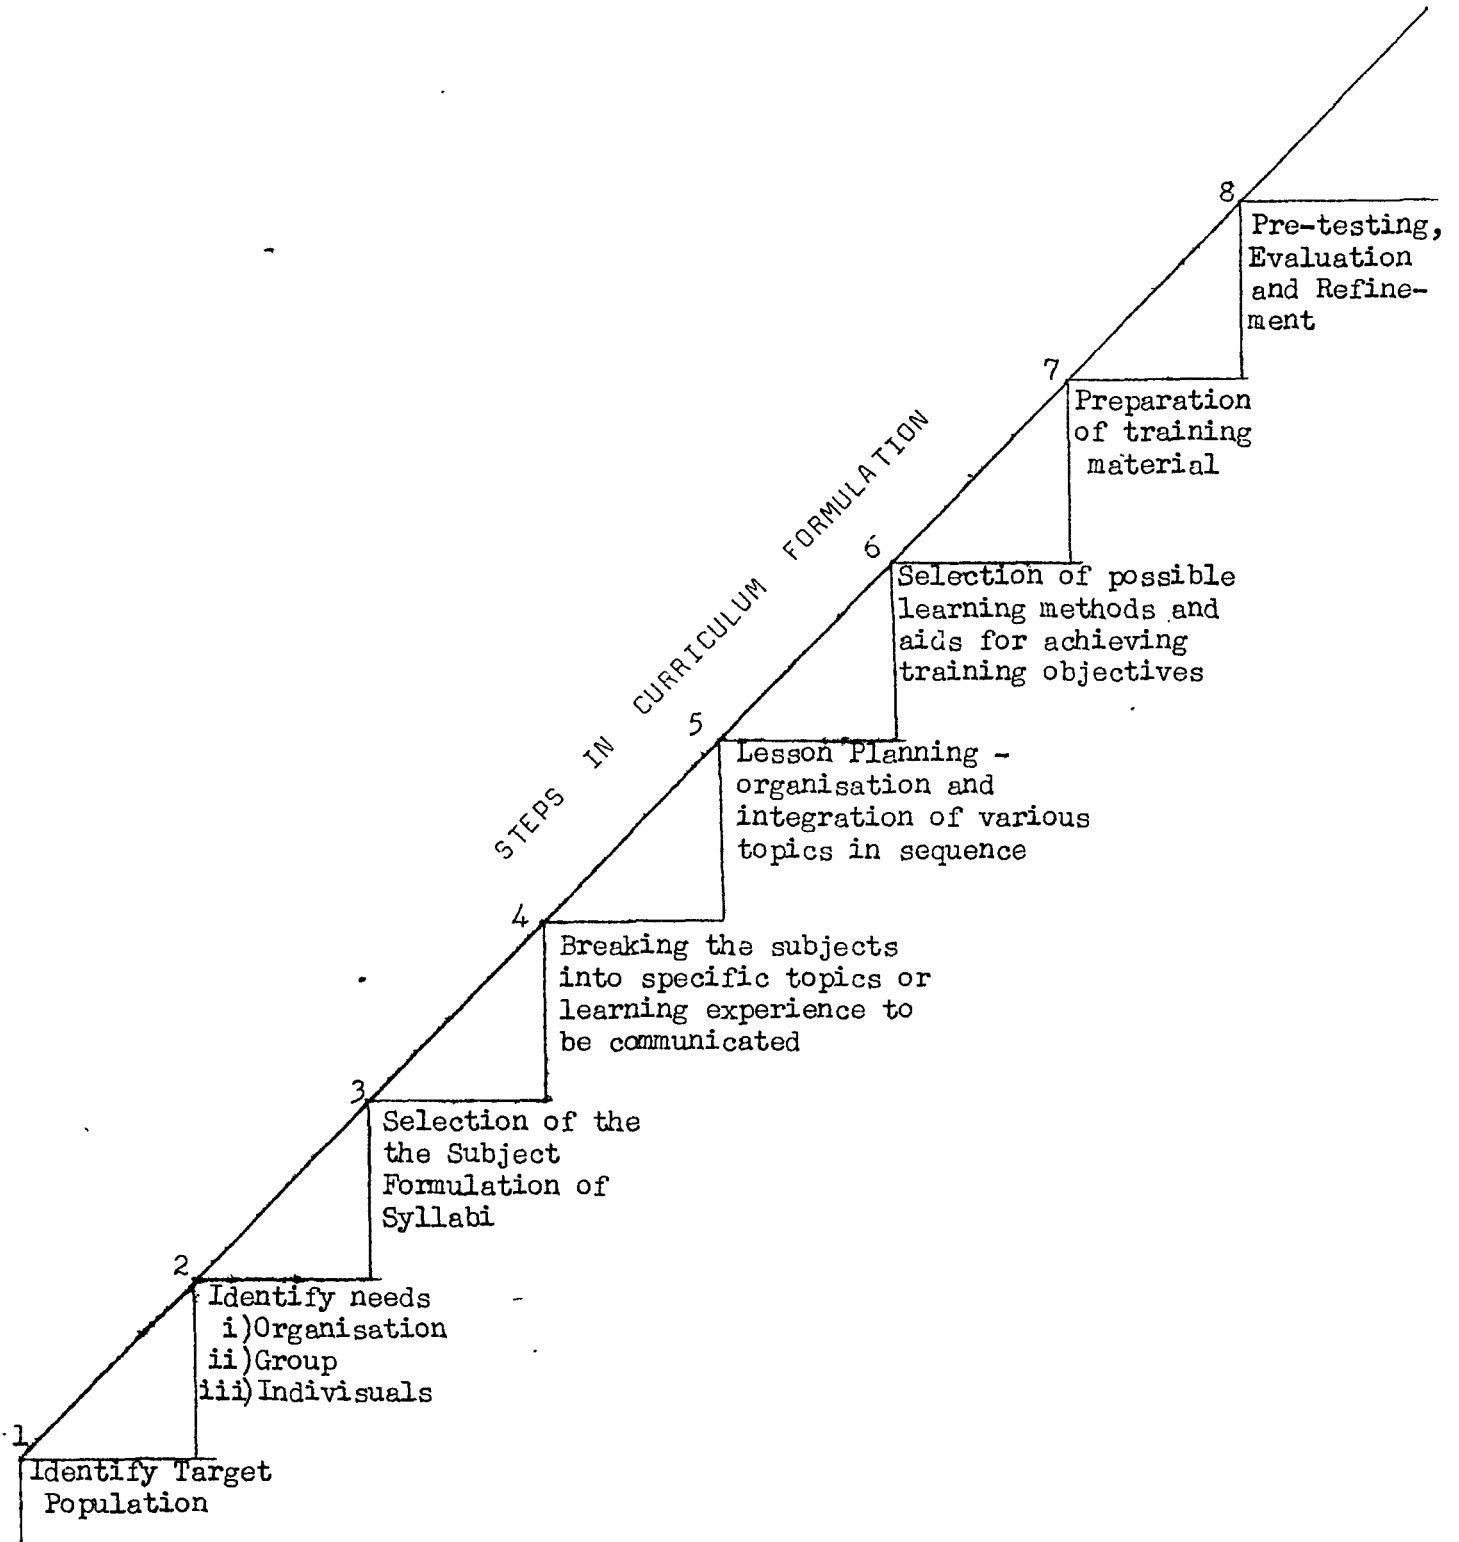 8
Pre-testing,
Evaluation
and Refine-
ment
7
Preparation
of training
material
STEPS IN CURRICULUM FORMULATION
6
Selection of possible
learning methods and
aids for achieving
training objectives
5
Lesson Planning -
organisation and
integration of various
topics in sequence
4
Breaking the subjects
into specific topics or
learning experience to
be communicated
3
Selection of the
the Subject
Formulation of
Syllabi
2
Identify needs
i)Organisation
ii)Group
iii)Indivisuals
1
Identify Target
Population